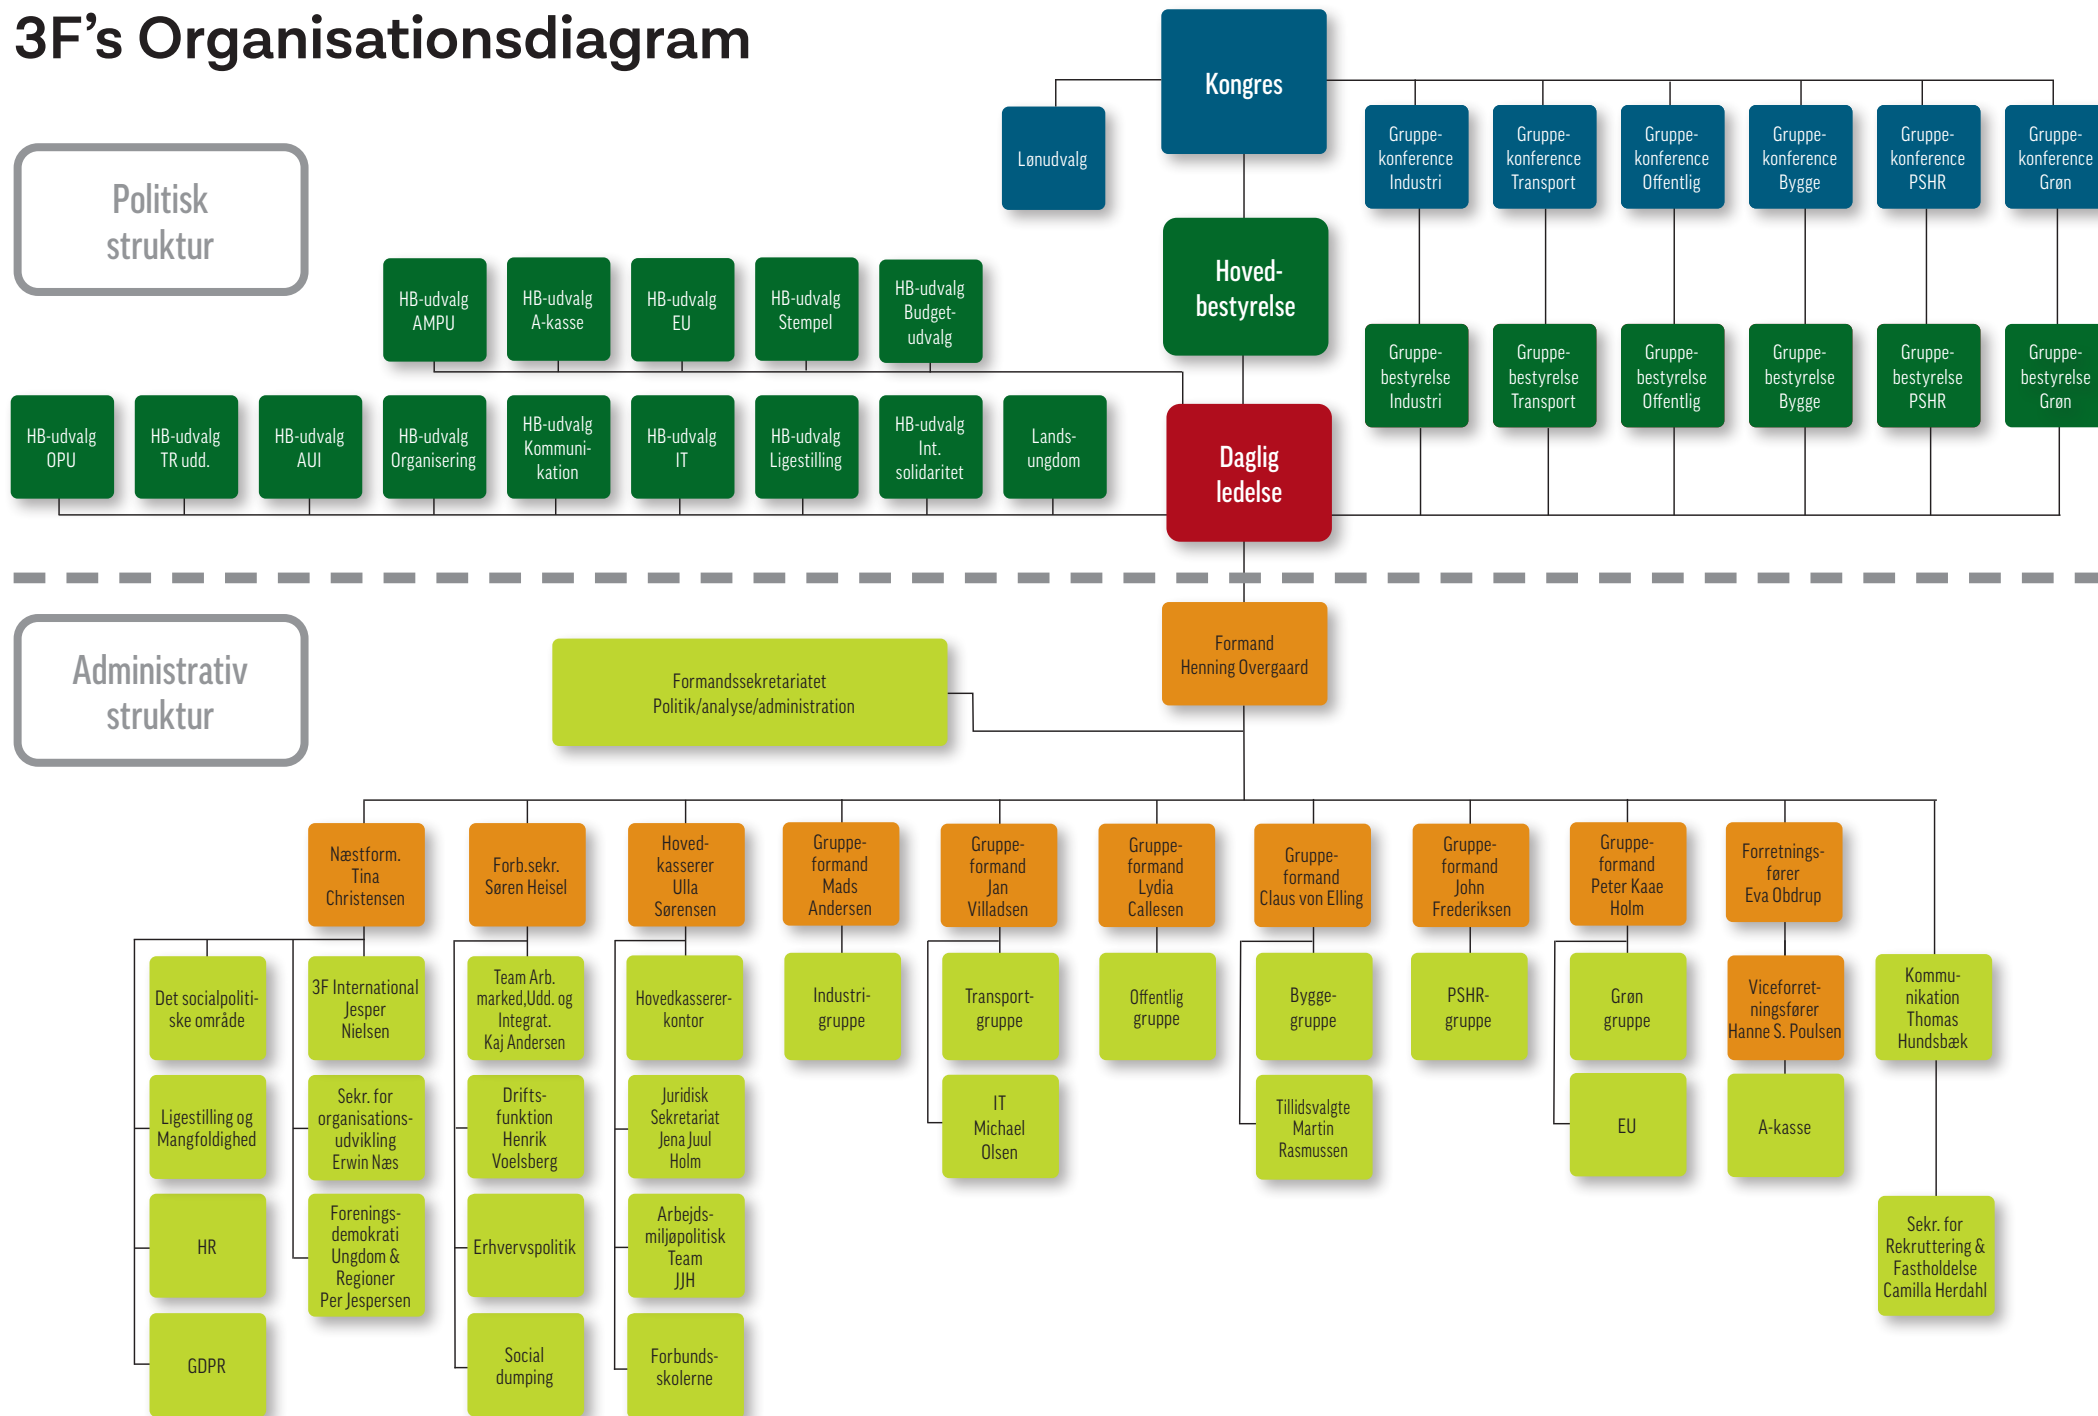 3F’s Organisationsdiagram
Kongres
Lønudvalg
Gruppe-
konference
Industri
Gruppe-
konference
Transport
Gruppe-
konference
Offentlig
Gruppe-
konference
Bygge
Gruppe-
konference
PSHR
Gruppe-
konference
Grøn
Politisk
struktur
Hoved-
bestyrelse
HB-udvalg
AMPU
HB-udvalg
A-kasse
HB-udvalg
EU
HB-udvalg
Stempel
HB-udvalg
Budget-
udvalg
Gruppe-
bestyrelse
Industri
Gruppe-
bestyrelse
Transport
Gruppe-
bestyrelse
Offentlig
Gruppe-
bestyrelse
Bygge
Gruppe-
bestyrelse
PSHR
Gruppe-
bestyrelse
Grøn
HB-udvalg
OPU
HB-udvalg
TR udd.
HB-udvalg
AUI
HB-udvalg
Organisering
HB-udvalg
Kommuni-
kation
HB-udvalg
IT
HB-udvalg
Ligestilling
HB-udvalg
Int.
solidaritet
Lands-
ungdom
Daglig
ledelse
Administrativ
struktur
Formand
Henning Overgaard
Formandssekretariatet
Politik/analyse/administration
Næstform.
Tina
Christensen
Forb.sekr.
Søren Heisel
Hoved-
kasserer
Ulla
Sørensen
Gruppe-
formand
Mads
Andersen
Gruppe-
formand
Jan
Villadsen
Gruppe-
formand
Lydia
Callesen
Gruppe-
formand
Claus von Elling
Gruppe-
formand
John
Frederiksen
Gruppe-
formand
Peter Kaae
Holm
Forretnings-
fører
Eva Obdrup
Det socialpoliti-
ske område
3F International
Jesper
Nielsen
Team Arb.
marked,Udd. og
Integrat.
Kaj Andersen
Hovedkasserer-
kontor
Industri-
gruppe
Transport-
gruppe
Offentlig
gruppe
Bygge-
gruppe
PSHR-
gruppe
Grøn
gruppe
Viceforret-
ningsfører
Hanne S. Poulsen
Kommu-
nikation
Thomas
Hundsbæk
Ligestilling og
Mangfoldighed
Sekr. for
organisations-
udvikling
Erwin Næs
Drifts-
funktion
Henrik
Voelsberg
Juridisk
Sekretariat
Jena Juul
Holm
IT
Michael
Olsen
Tillidsvalgte
Martin
Rasmussen
EU
A-kasse
HR
Forenings-
demokrati
Ungdom &
Regioner
Per Jespersen
Erhvervspolitik
Arbejds-
miljøpolitisk
Team
JJH
Sekr. for
Rekruttering &
Fastholdelse
Camilla Herdahl
GDPR
Social
dumping
Forbunds-
skolerne